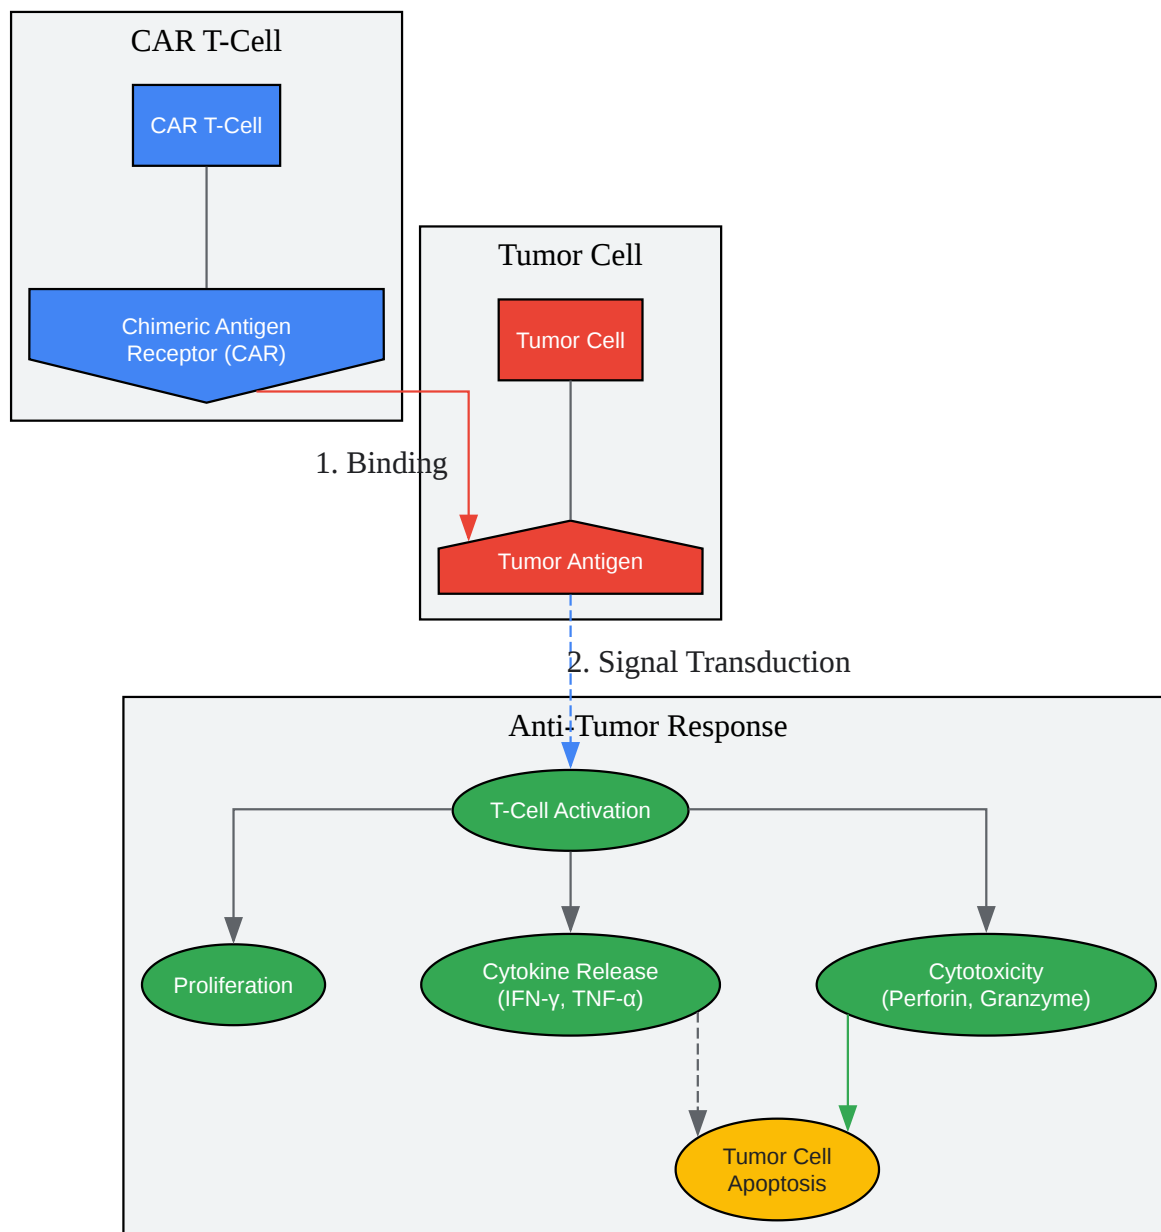 CAR T-Cell
CAR T-Cell
Chimeric Antigen
Receptor (CAR)
Tumor Cell
Tumor Cell
1. Binding
Tumor Antigen
2. Signal Transduction
Anti-Tumor Response
T-Cell Activation
Proliferation
Cytokine Release
(IFN-γ, TNF-α)
Cytotoxicity
(Perforin, Granzyme)
Tumor Cell
Apoptosis